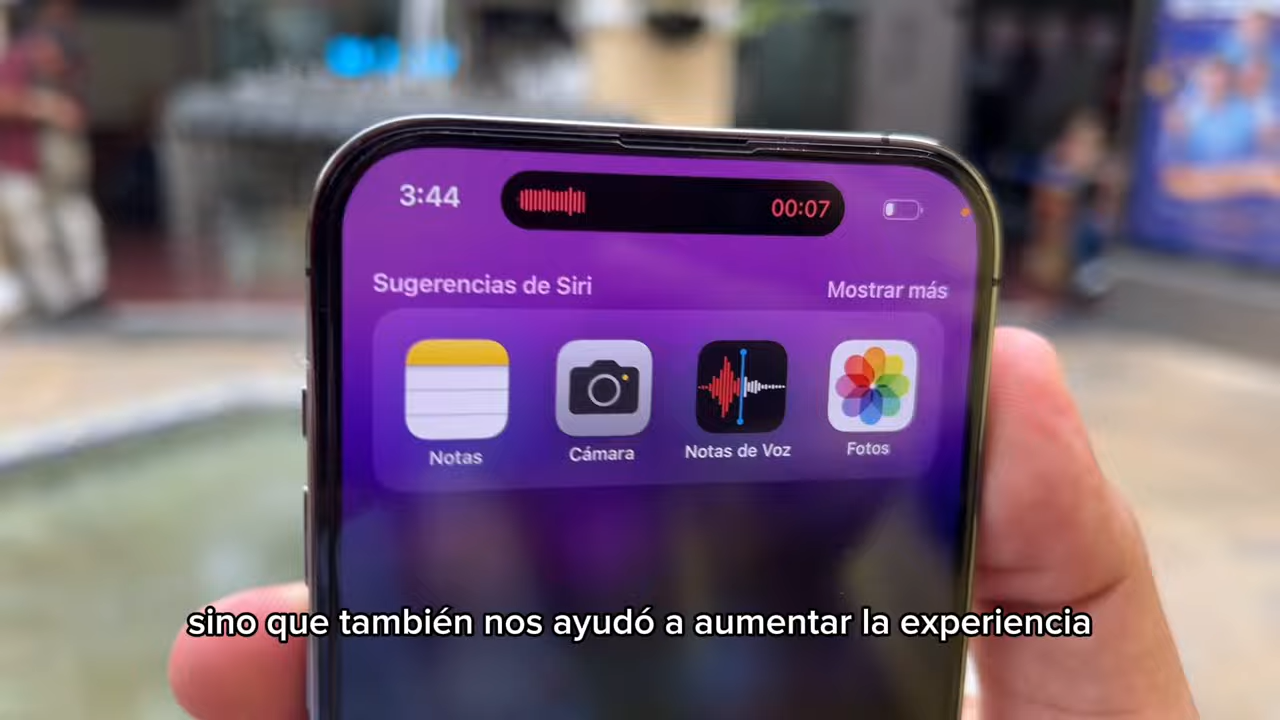 3:44
00:07
Sugerencias de Siri
Mostrar más
Notas
Cámara
Notas de Voz
Fotos
sino que también nos ayudó a aumentar la experiencia